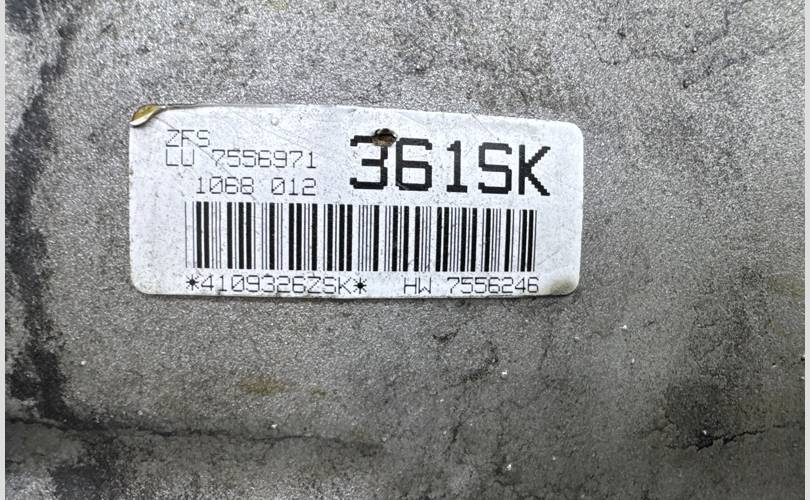 ZFS
LU 7556971
361SK
1068 012
*4109326ZSK* HW 7556246